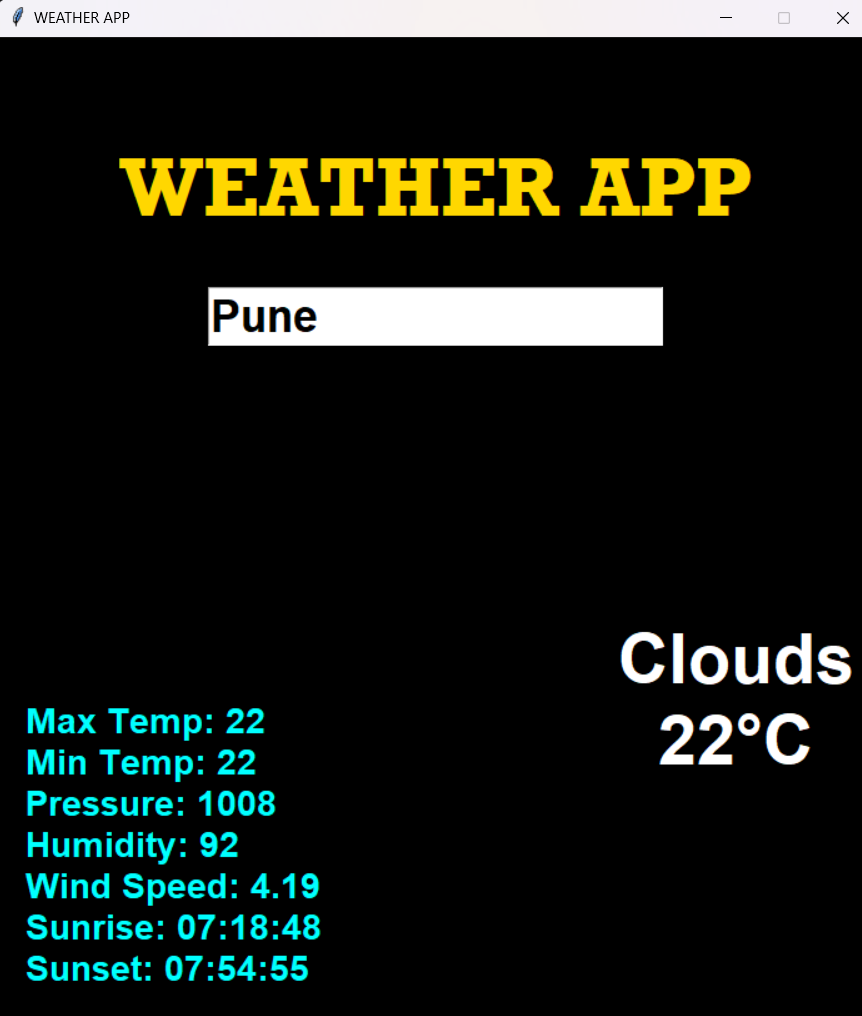 WEATHER APP
WEATHER APP
Pune
Clouds
22°C
Max Temp: 22
Min Temp: 22
Pressure: 1008
Humidity: 92
Wind Speed: 4.19
Sunrise: 07:18:48
Sunset: 07:54:55